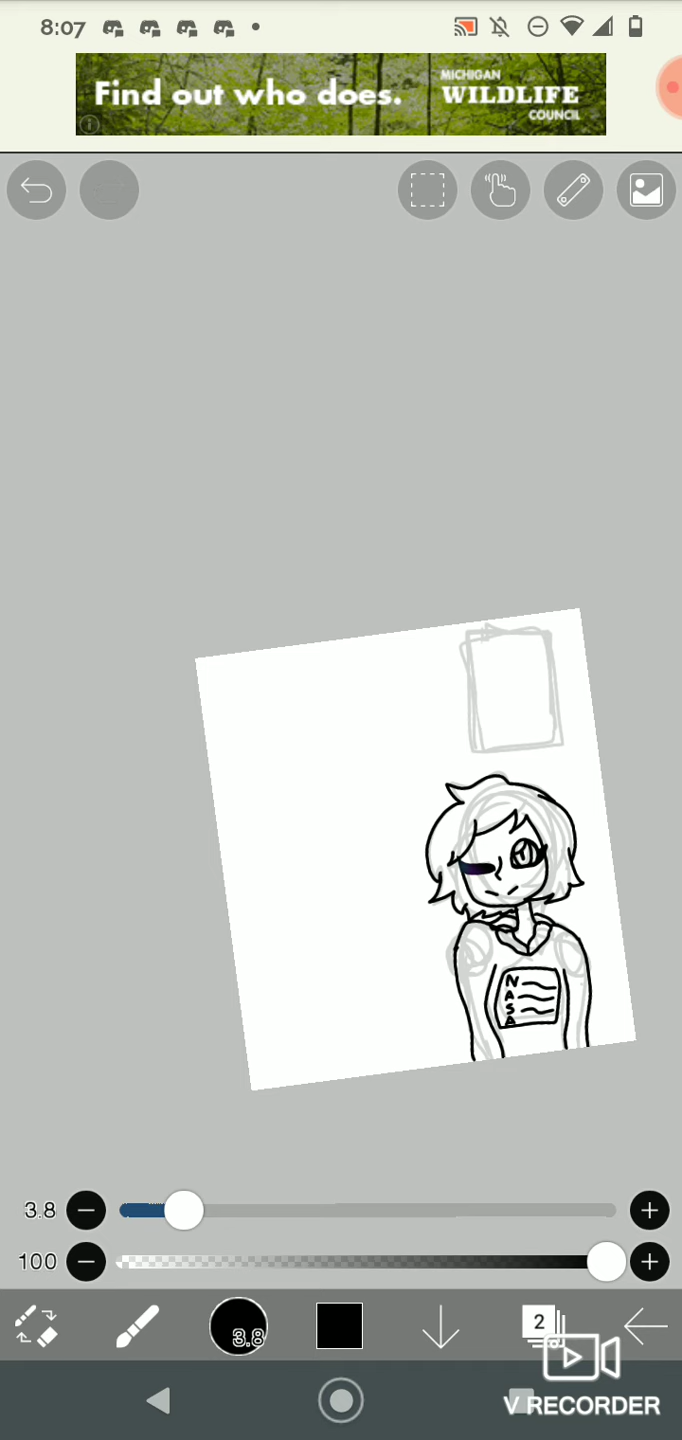 8:07
Find out who does.
MICHIGAN
WILDLIFE
COUNCIL
N
A
S
A
3.8
100
3.8
2
V RECORDER